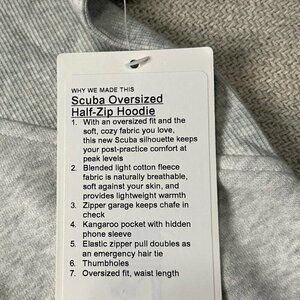 WHY WE MADE THIS
Scuba Oversized
Half-Zip Hoodie
1. With an oversized fit and the
soft, cozy fabric you love,
this new Scuba silhouette keeps
your post-practice comfort at
peak levels
2. Blended light cotton fleece
fabric is naturally breathable,
soft against your skin, and
provides lightweight warmth
3. Zipper garage keeps chafe in
check
4. Kangaroo pocket with hidden
phone sleeve
5. Elastic zipper pull doubles as
an emergency hair tie
6. Thumbholes
7. Oversized fit, waist length